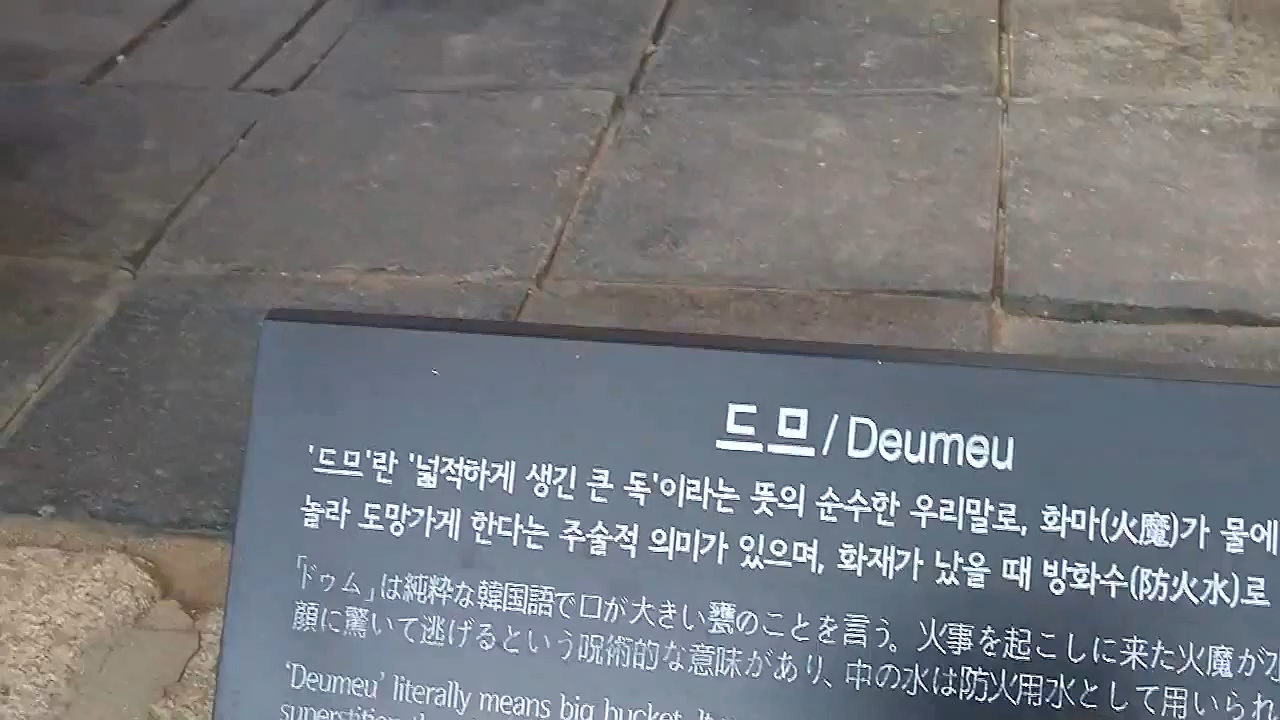 드므 / Deumeu
'드므'란 '넓적하게 생긴 큰 독'이라는 뜻의 순수한 우리말로, 화마(火魔)가 물에
놀라 도망가게 한다는 주술적 의미가 있으며, 화재가 났을 때 방화수(防火水)로
「ドゥム」は純粋な韓国語で口が大きい甕のことを言う。火事を起こしに来た火魔が水
顔に驚いて逃げるという呪術的な意味があり、中の水は防火用水として用いられ
'Deumeu' literally means big bucket. It
superstition